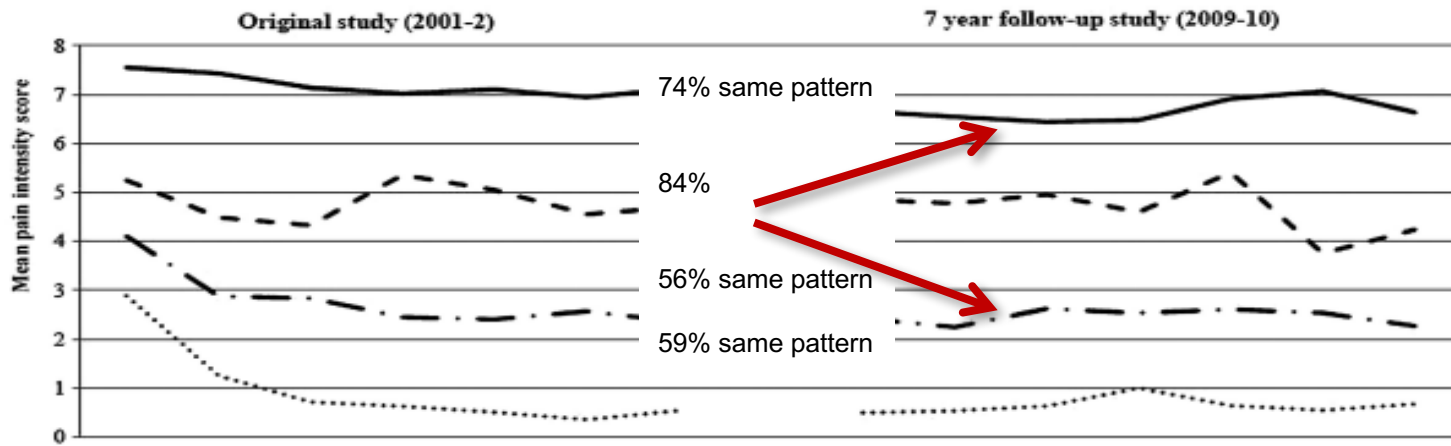 Original study (2001-2)
7 year follow-up study (2009-10)
Mean pain intensity score
8
7
6
5
4
3
2
1
0
74% same pattern
84%
56% same pattern
59% same pattern